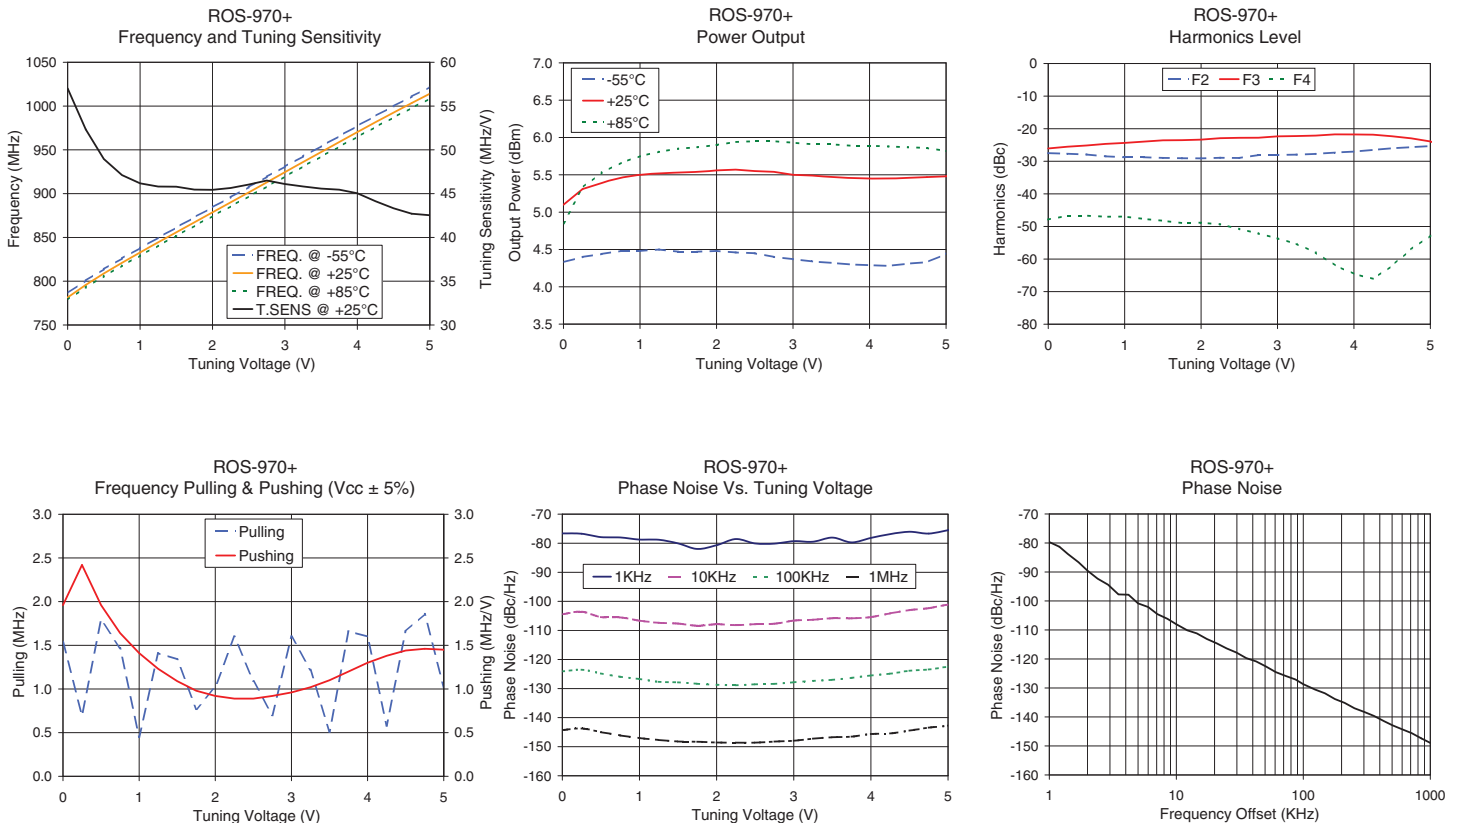 ROS-970+
Frequency and Tuning Sensitivity
1050
1000
950
900
850
800
750
60
55
50
45
40
35
30
Frequency (MHz)
Tuning Sensitivity (MHz/V)
FREQ. @ -55°C
FREQ. @ +25°C
FREQ. @ +85°C
T.SENS @ +25°C
0 1 2 3 4 5
Tuning Voltage (V)
ROS-970+
Power Output
7.0
6.5
6.0
5.5
5.0
4.5
4.0
3.5
Output Power (dBm)
-55°C
+25°C
+85°C
0 1 2 3 4 5
Tuning Voltage (V)
ROS-970+
Harmonics Level
0
-10
-20
-30
-40
-50
-60
-70
-80
Harmonics (dBc)
F2 F3 F4
0 1 2 3 4 5
Tuning Voltage (V)
ROS-970+
Frequency Pulling & Pushing (Vcc ± 5%)
3.0
2.5
2.0
1.5
1.0
0.5
0.0
3.0
2.5
2.0
1.5
1.0
0.5
0.0
Pulling (MHz)
Pushing (MHz/V)
Pulling
Pushing
0 1 2 3 4 5
Tuning Voltage (V)
ROS-970+
Phase Noise Vs. Tuning Voltage
-70
-80
-90
-100
-110
-120
-130
-140
-150
-160
Phase Noise (dBc/Hz)
1KHz 10KHz 100KHz 1MHz
0 1 2 3 4 5
Tuning Voltage (V)
ROS-970+
Phase Noise
-70
-80
-90
-100
-110
-120
-130
-140
-150
-160
Phase Noise (dBc/Hz)
1 10 100 1000
Frequency Offset (KHz)